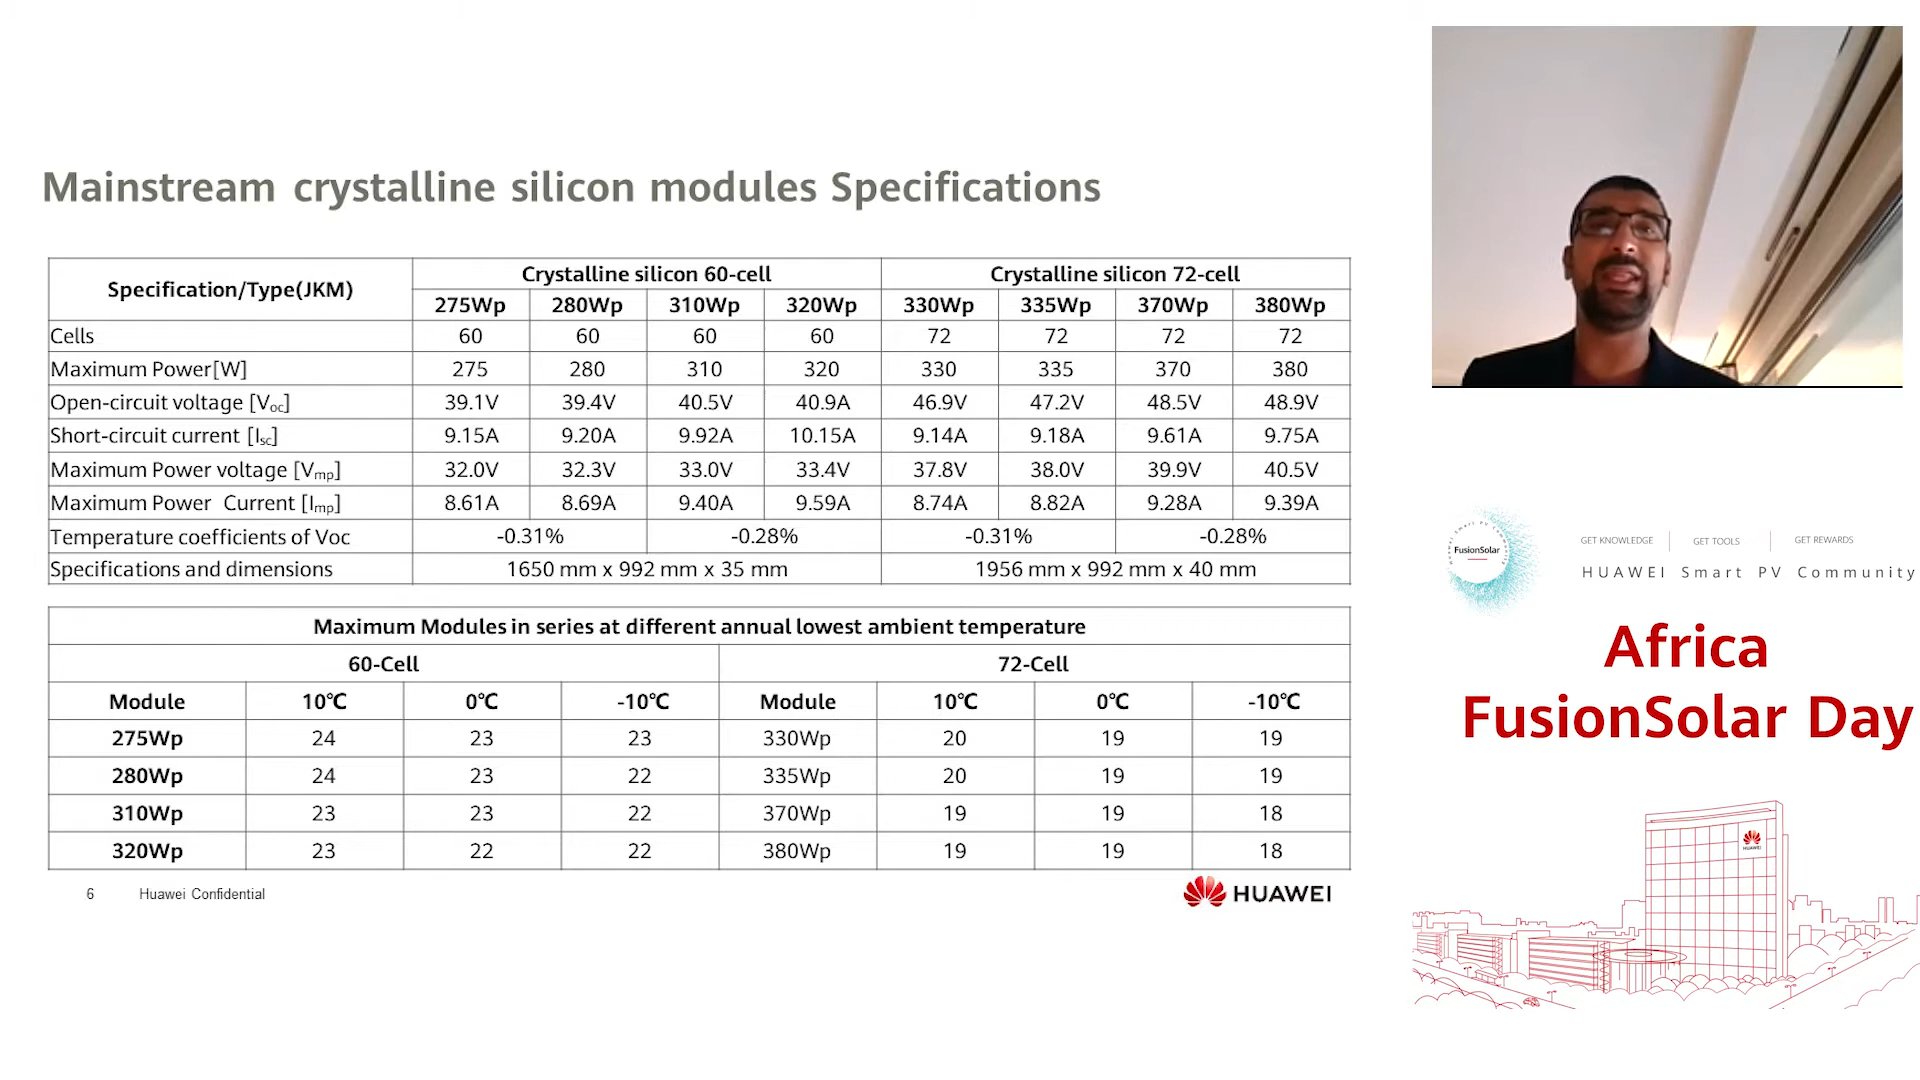 Mainstream crystalline silicon modules Specifications
Specification/Type(JKM) Crystalline silicon 60-cell Crystalline silicon 72-cell
275Wp 280Wp 310Wp 320Wp 330Wp 335Wp 370Wp 380Wp
Cells 60 60 60 60 72 72 72 72
Maximum Power[W] 275 280 310 320 330 335 370 380
Open-circuit voltage [Voc] 39.1V 39.4V 40.5V 40.9A 46.9V 47.2V 48.5V 48.9V
Short-circuit current [Isc] 9.15A 9.20A 9.92A 10.15A 9.14A 9.18A 9.61A 9.75A
Maximum Power voltage [Vmp] 32.0V 32.3V 33.0V 33.4V 37.8V 38.0V 39.9V 40.5V
Maximum Power Current [Imp] 8.61A 8.69A 9.40A 9.59A 8.74A 8.82A 9.28A 9.39A
Temperature coefficients of Voc -0.31% -0.28% -0.31% -0.28%
Specifications and dimensions 1650 mm x 992 mm x 35 mm 1956 mm x 992 mm x 40 mm
Maximum Modules in series at different annual lowest ambient temperature
60-Cell 72-Cell
Module 10℃ 0℃ -10℃ Module 10℃ 0℃ -10℃
275Wp 24 23 23 330Wp 20 19 19
280Wp 24 23 22 335Wp 20 19 19
310Wp 23 23 22 370Wp 19 19 18
320Wp 23 22 22 380Wp 19 19 18
6 Huawei Confidential
HUAWEI
FusionSolar
GET KNOWLEDGE GET TOOLS GET REWARDS
HUAWEI Smart PV Community
Africa
FusionSolar Day
HUAWEI